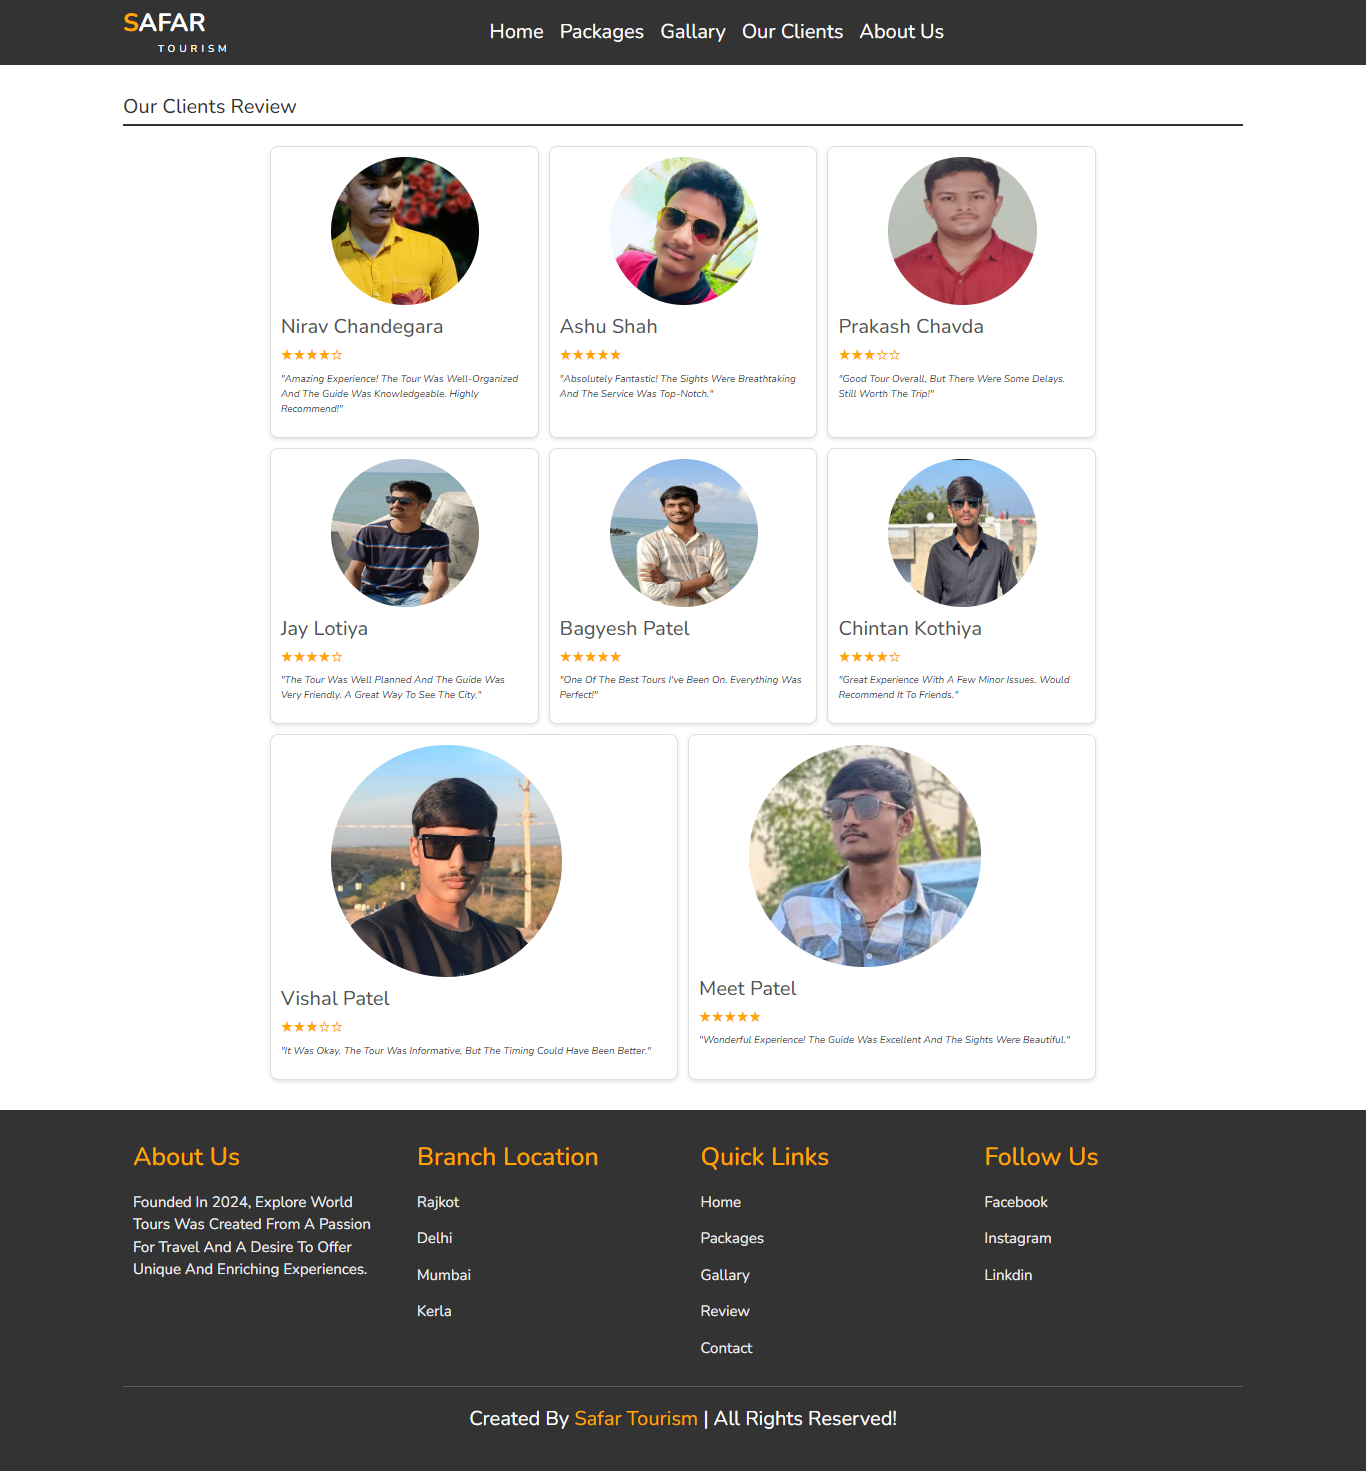 SAFAR
TOURISM
Home Packages Gallary Our Clients About Us
Our Clients Review
Nirav Chandegara
★★★★☆
"Amazing Experience! The Tour Was Well-Organized
And The Guide Was Knowledgeable. Highly
Recommend!"
Ashu Shah
★★★★★
"Absolutely Fantastic! The Sights Were Breathtaking
And The Service Was Top-Notch."
Prakash Chavda
★★★☆☆
"Good Tour Overall, But There Were Some Delays.
Still Worth The Trip!"
Jay Lotiya
★★★★☆
"The Tour Was Well Planned And The Guide Was
Very Friendly. A Great Way To See The City."
Bagyesh Patel
★★★★★
"One Of The Best Tours I've Been On. Everything Was
Perfect!"
Chintan Kothiya
★★★★☆
"Great Experience With A Few Minor Issues. Would
Recommend It To Friends."
Vishal Patel
★★★☆☆
"It Was Okay. The Tour Was Informative, But The Timing Could Have Been Better."
Meet Patel
★★★★★
"Wonderful Experience! The Guide Was Excellent And The Sights Were Beautiful."
About Us
Founded In 2024, Explore World
Tours Was Created From A Passion
For Travel And A Desire To Offer
Unique And Enriching Experiences.
Branch Location
Rajkot
Delhi
Mumbai
Kerla
Quick Links
Home
Packages
Gallary
Review
Contact
Follow Us
Facebook
Instagram
Linkdin
Created By Safar Tourism | All Rights Reserved!